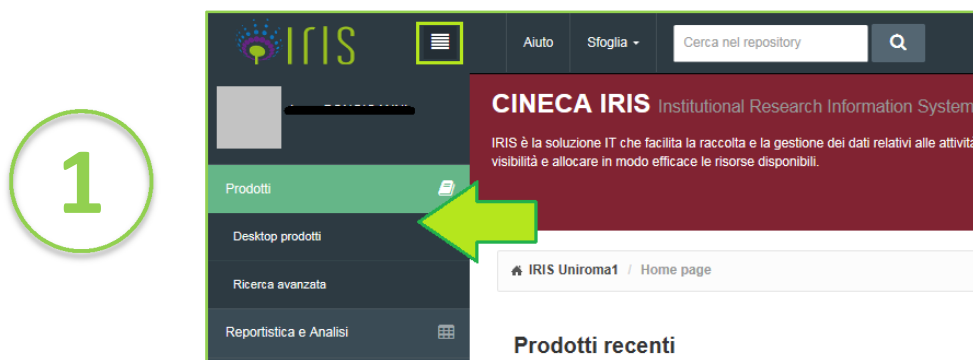 1
IRIS
Aiuto Sfoglia Cerca nel repository
CINECA IRIS Institutional Research Information System
IRIS è la soluzione IT che facilita la raccolta e la gestione dei dati relativi alle attività
visibilità e allocare in modo efficace le risorse disponibili.
Prodotti
Desktop prodotti
Ricerca avanzata
Reportistica e Analisi
IRIS Uniroma1 / Home page
Prodotti recenti